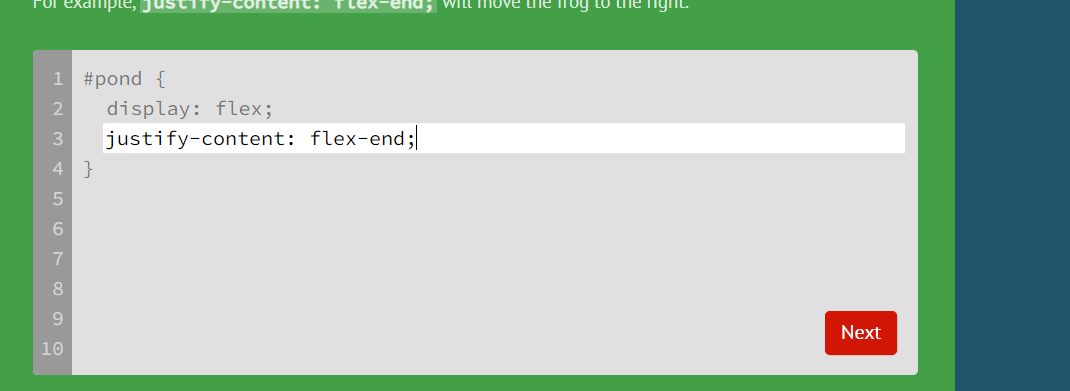 For example, justify-content: flex-end; will move the frog to the right.
1 #pond {
2 display: flex;
3 justify-content: flex-end;
4 }
5
6
7
8
9
10
Next